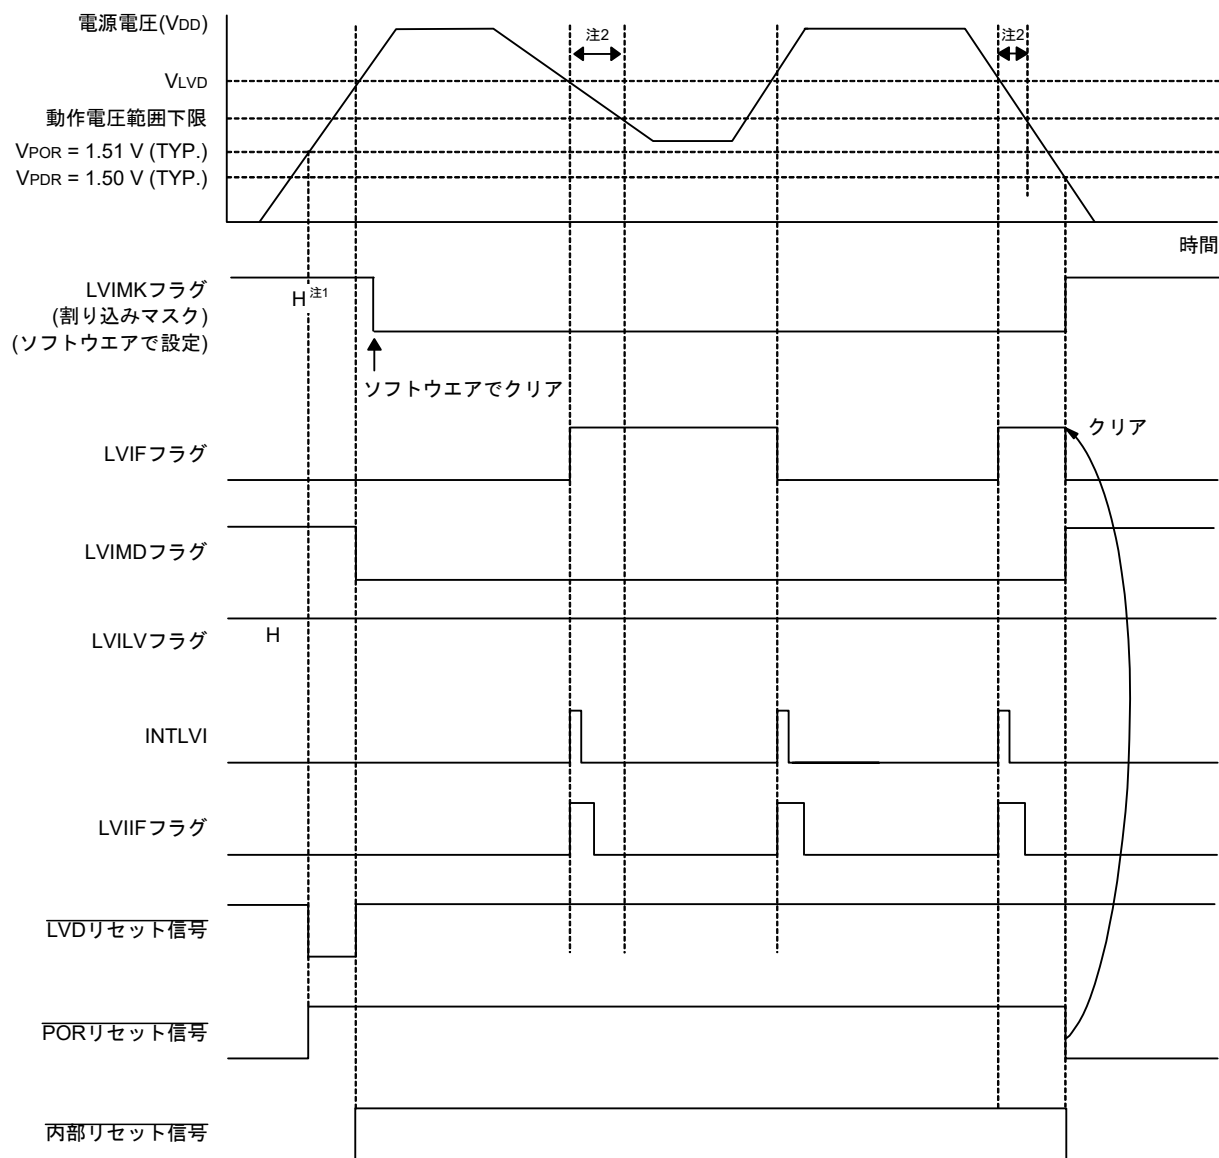 電源電圧(VDD)
注2
注2
VLVD
動作電圧範囲下限
VPOR = 1.51 V (TYP.)
VPDR = 1.50 V (TYP.)
時間
LVIMKフラグ
(割り込みマスク)
(ソフトウエアで設定)
H 注1
ソフトウエアでクリア
クリア
LVIFフラグ
LVIMDフラグ
LVILVフラグ
H
INTLVI
LVIIFフラグ
LVDリセット信号
PORリセット信号
内部リセット信号